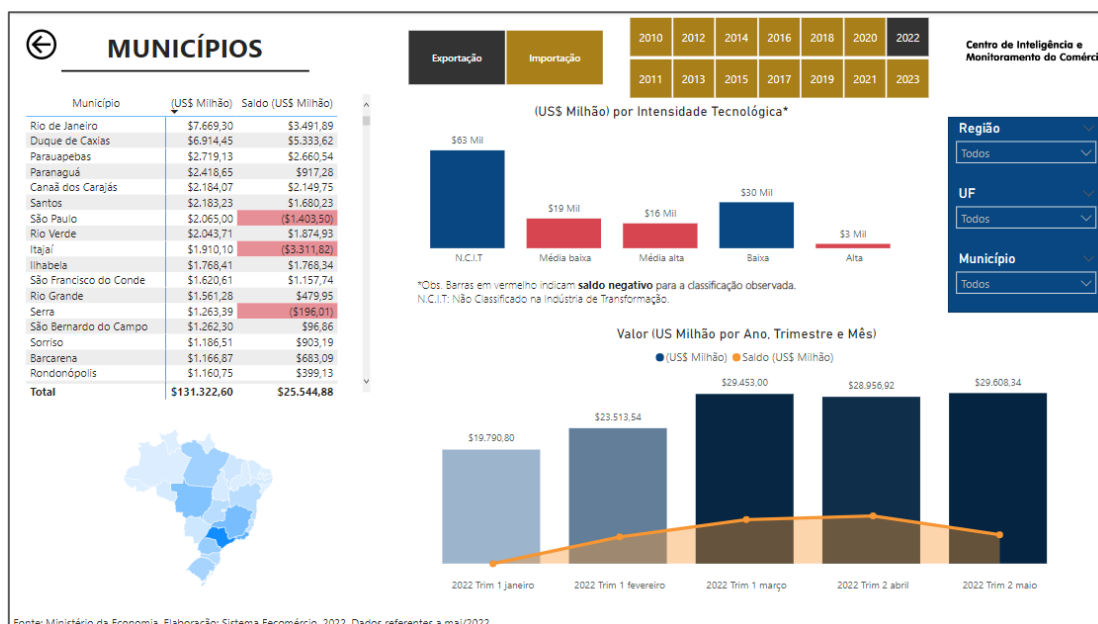 MUNICÍPIOS
Município (US$ Milhão) Saldo (US$ Milhão)
Rio de Janeiro $7.669,30 $3.491,89
Duque de Caxias $6.914,45 $5.333,62
Parauapebas $2.719,13 $2.660,54
Paranaguá $2.418,65 $917,28
Canaã dos Carajás $2.184,07 $2.149,75
Santos $2.183,23 $1.680,23
São Paulo $2.065,00 ($1.403,50)
Rio Verde $2.043,71 $1.874,93
Itajaí $1.910,10 ($3.311,82)
Ilhabela $1.768,41 $1.768,34
São Francisco do Conde $1.620,61 $1.157,74
Rio Grande $1.561,28 $479,95
Serra $1.263,39 ($196,01)
São Bernardo do Campo $1.262,30 $96,86
Sorriso $1.186,51 $903,19
Barcarena $1.166,87 $683,09
Rondonópolis $1.160,75 $399,13
Total $131.322,60 $25.544,88
Exportação Importação
2010 2012 2014 2016 2018 2020 2022
2011 2013 2015 2017 2019 2021 2023
Centro de Inteligência e
Monitoramento do Comérci
(US$ Milhão) por Intensidade Tecnológica*
$63 Mil $19 Mil $16 Mil $30 Mil $3 Mil
N.C.I.T Média baixa Média alta Baixa Alta
*Obs. Barras em vermelho indicam saldo negativo para a classificação observada.
N.C.I.T: Não Classificado na Indústria de Transformação.
Região
Todos
UF
Todos
Município
Todos
Valor (US Milhão por Ano, Trimestre e Mês)
(US$ Milhão) Saldo (US$ Milhão)
$19.790,80 $23.513,54 $29.453,00 $28.956,92 $29.608,34
2022 Trim 1 janeiro 2022 Trim 1 fevereiro 2022 Trim 1 março 2022 Trim 2 abril 2022 Trim 2 maio
Fonte: Ministério da Economia. Elaboração: Sistema Fecomércio, 2022. Dados referentes a mai/2022